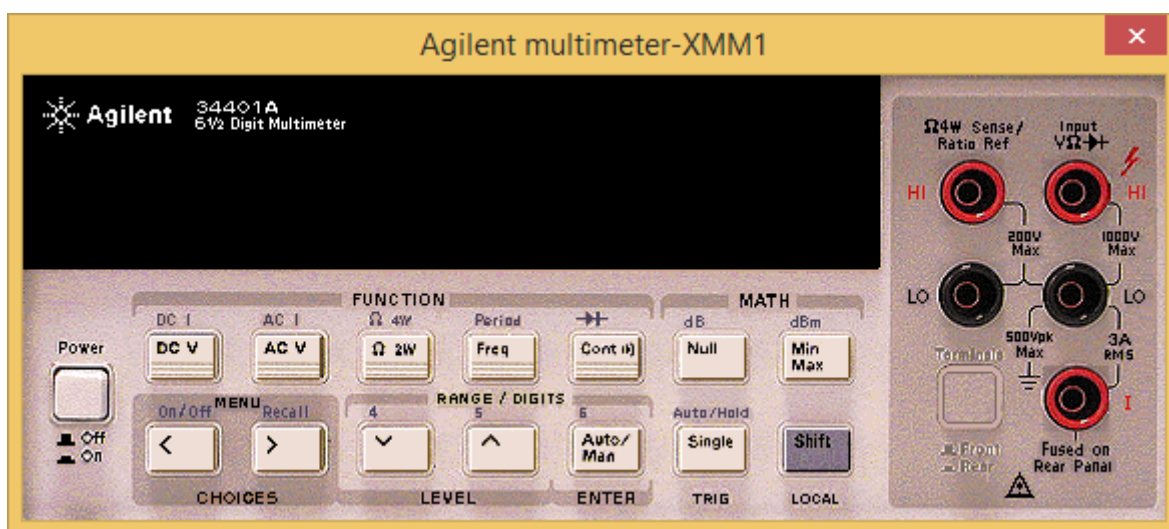 Agilent multimeter-XMM1
×
Agilent
34401A
6½ Digit Multimeter
Ω4W Sense/
Ratio Ref
Input
VΩ
HI
HI
200V
Max
1000V
Max
LO
LO
500Vpk
Max
3A
RMS
Terminals
I
Front
Rear
Fused on
Rear Panal
FUNCTION
MATH
DC I
AC I
Ω 4W
Period
dB
dBm
Power
DC V
AC V
Ω 2W
Freq
Cont
Null
Min
Max
Off
On
MENU
RANGE / DIGITS
On/Off
Recall
4
5
6
Auto/Hold
<
>
Auto/
Man
Single
Shift
CHOICES
LEVEL
ENTER
TRIG
LOCAL